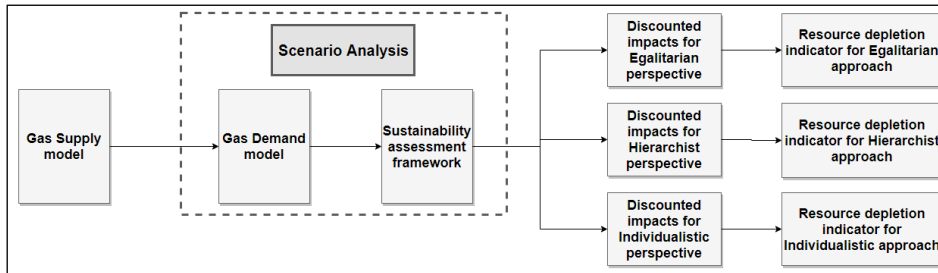 Scenario Analysis
Gas Supply
model
Gas Demand
model
Sustainability
assessment
framework
Discounted
impacts for
Egalitarian
perspective
Resource depletion
indicator for Egalitarian
approach
Discounted
impacts for
Hierarchist
perspective
Resource depletion
indicator for Hierarchist
approach
Discounted
impacts for
Individualistic
perspective
Resource depletion
indicator for
Individualistic approach